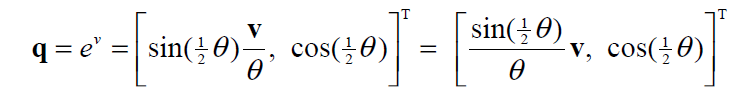 q = e^v = [sin(½θ) v/θ, cos(½θ)]^T = [sin(½θ)/θ v, cos(½θ)]^T